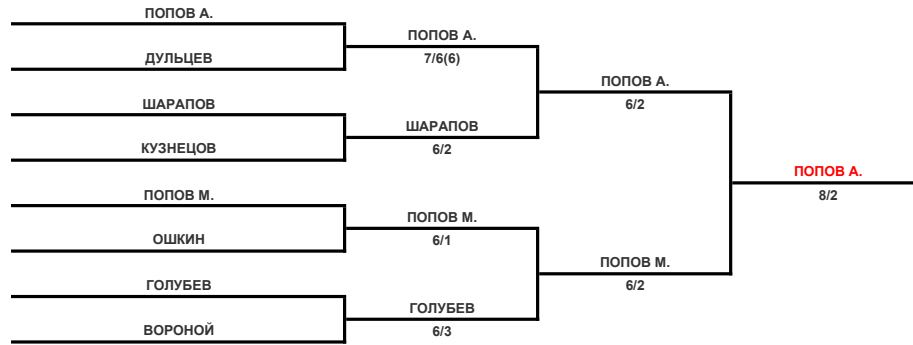 ПОПОВ А.
ДУЛЬЦЕВ
ШАРАПОВ
КУЗНЕЦОВ
ПОПОВ М.
ОШКИН
ГОЛУБЕВ
ВОРОНОЙ
ПОПОВ А.
7/6(6)
ШАРАПОВ
6/2
ПОПОВ М.
6/1
ГОЛУБЕВ
6/3
ПОПОВ А.
6/2
ПОПОВ М.
6/2
ПОПОВ А.
8/2